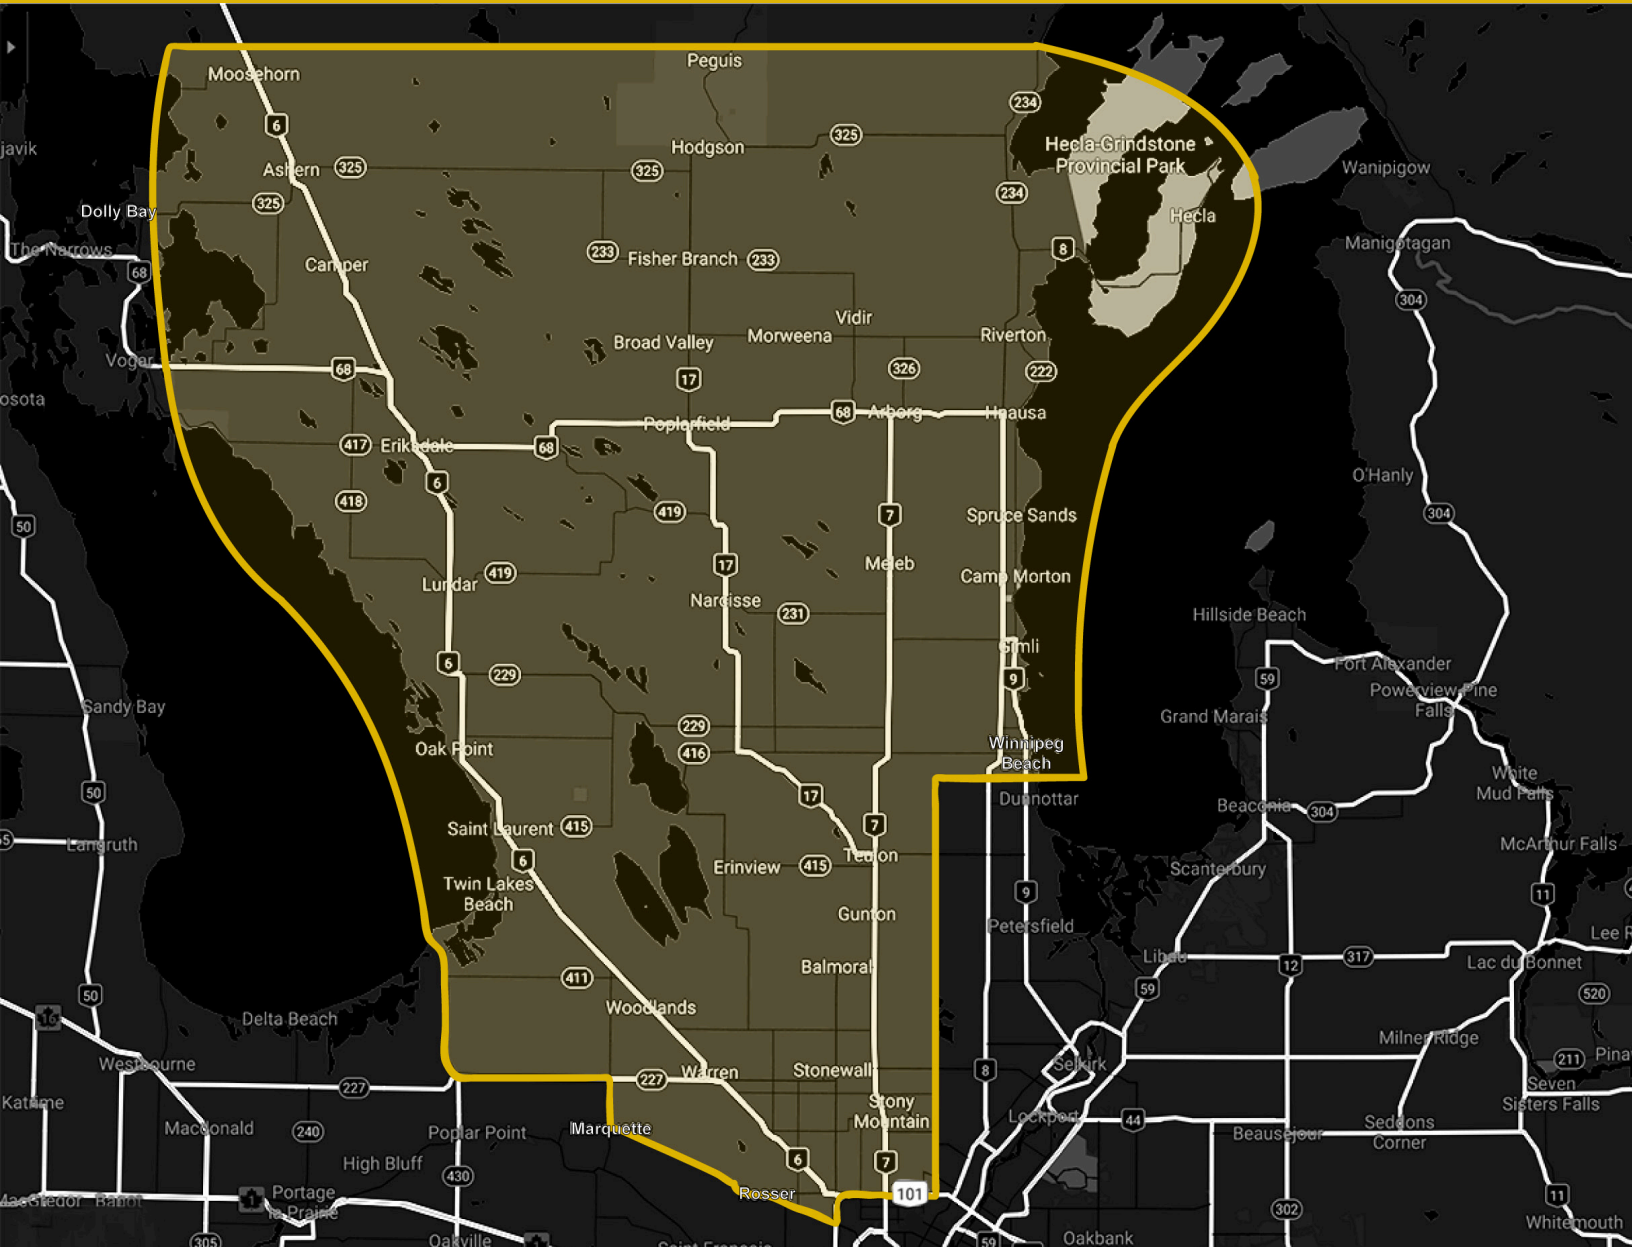 Moosehorn
Peguis
6
234
325
Hecla-Grindstone
Provincial Park
Hodgson
Ashern
325
325
Wanipigow
325
234
Dolly Bay
Hecla
The Narrows
Manigotagan
8
233
Fisher Branch
233
Camper
68
304
Vidir
Morweena
Riverton
Broad Valley
Vogar
68
326
222
17
68
Arborg
Hnausa
Poplarfield
417
Eriksdale
68
6
O'Hanly
418
419
7
Spruce Sands
304
50
17
Meleb
Camp Morton
Lundar
419
Narcisse
231
Hillside Beach
Gimli
6
229
9
59
Fort Alexander
Powerview-Pine
Falls
Sandy Bay
Grand Marais
229
416
Oak Point
Winnipeg
Beach
White
Mud Falls
50
17
Dunnottar
Beaconia
304
Saint Laurent
415
7
Langruth
McArthur Falls
6
Erinview
415
Teulon
Scanterbury
Twin Lakes
Beach
9
11
Gunton
Petersfield
Balmoral
Libau
317
Lac du Bonnet
12
411
59
50
520
Woodlands
16
Delta Beach
Milner Ridge
Westbourne
Warren
Stonewall
8
Selkirk
211
227
227
Seven
Sisters Falls
Katrime
Stony
Mountain
Lockport
44
Seddons
Corner
Macdonald
240
Poplar Point
Marquette
Beausejour
High Bluff
6
7
430
Portage
la Prairie
1
Rosser
101
11
302
Whitemouth
305
Oakville
59
Oakbank